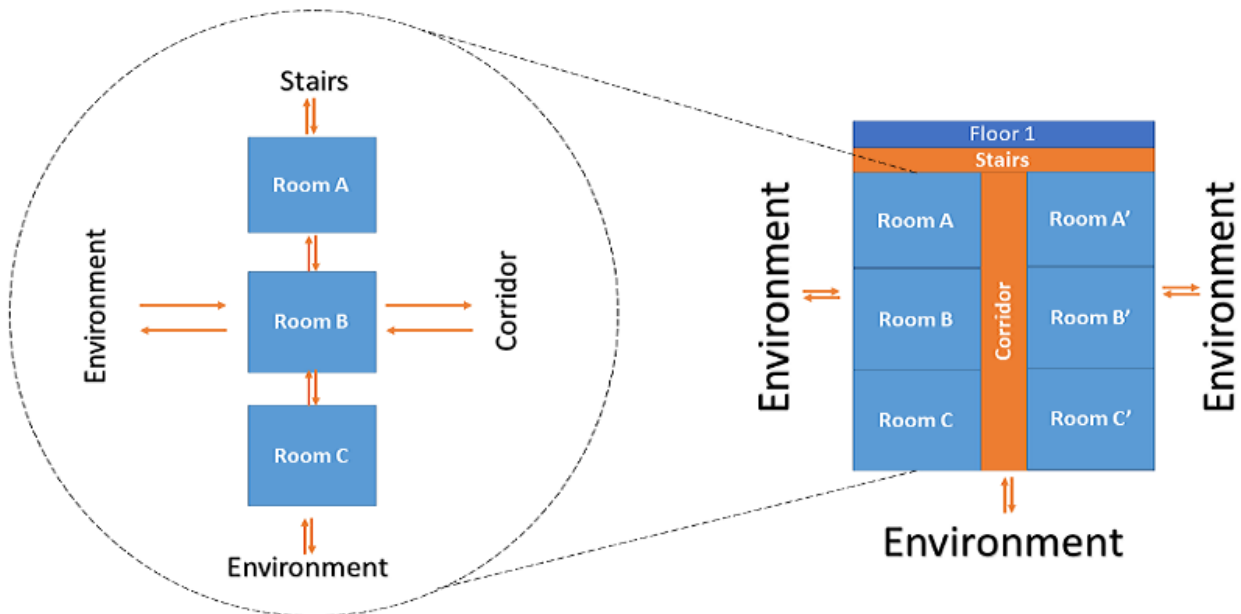 Stairs
Room A
Environment
Room B
Corridor
Room C
Environment
Floor 1
Stairs
Environment
Room A
Room A’
Environment
Corridor
Room B
Room B’
Room C
Room C’
Environment